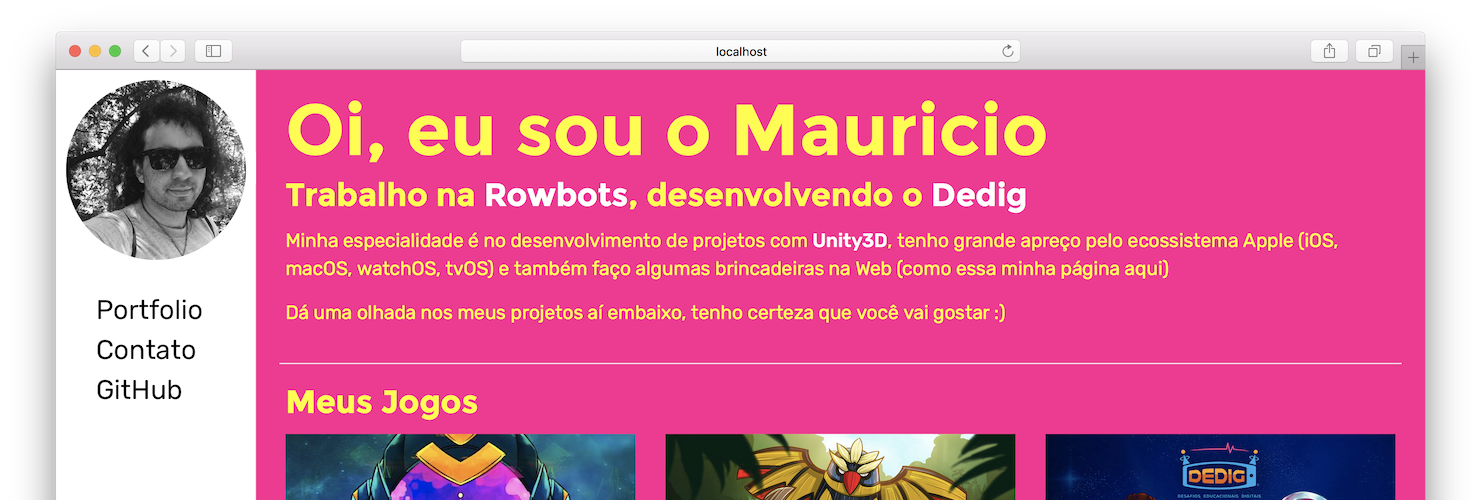 localhost
Oi, eu sou o Mauricio
Trabalho na Rowbots, desenvolvendo o Dedig
Minha especialidade é no desenvolvimento de projetos com Unity3D, tenho grande apreço pelo ecossistema Apple (iOS,
macOS, watchOS, tvOS) e também faço algumas brincadeiras na Web (como essa minha página aqui)
Dá uma olhada nos meus projetos aí embaixo, tenho certeza que você vai gostar :)
Portfolio
Contato
GitHub
Meus Jogos
DEDIG
DESAFIOS EDUCACIONAIS DIGITAIS